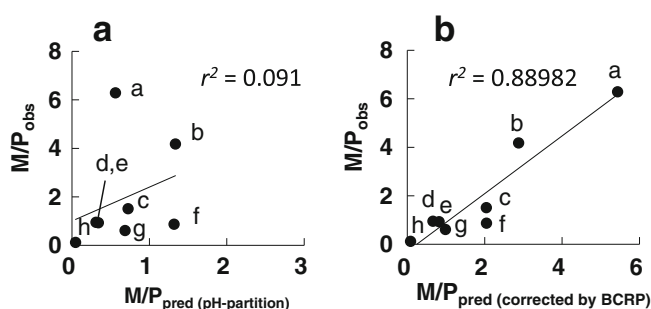 a
r² = 0.091
8
6
4
2
0
M/Pobs
a
b
d,e
c
h
g
f
0
1
2
3
M/Ppred (pH-partition)
b
r² = 0.88982
8
6
4
2
0
M/Pobs
a
b
d
e
c
h
g
f
0
2
4
6
M/Ppred (corrected by BCRP)